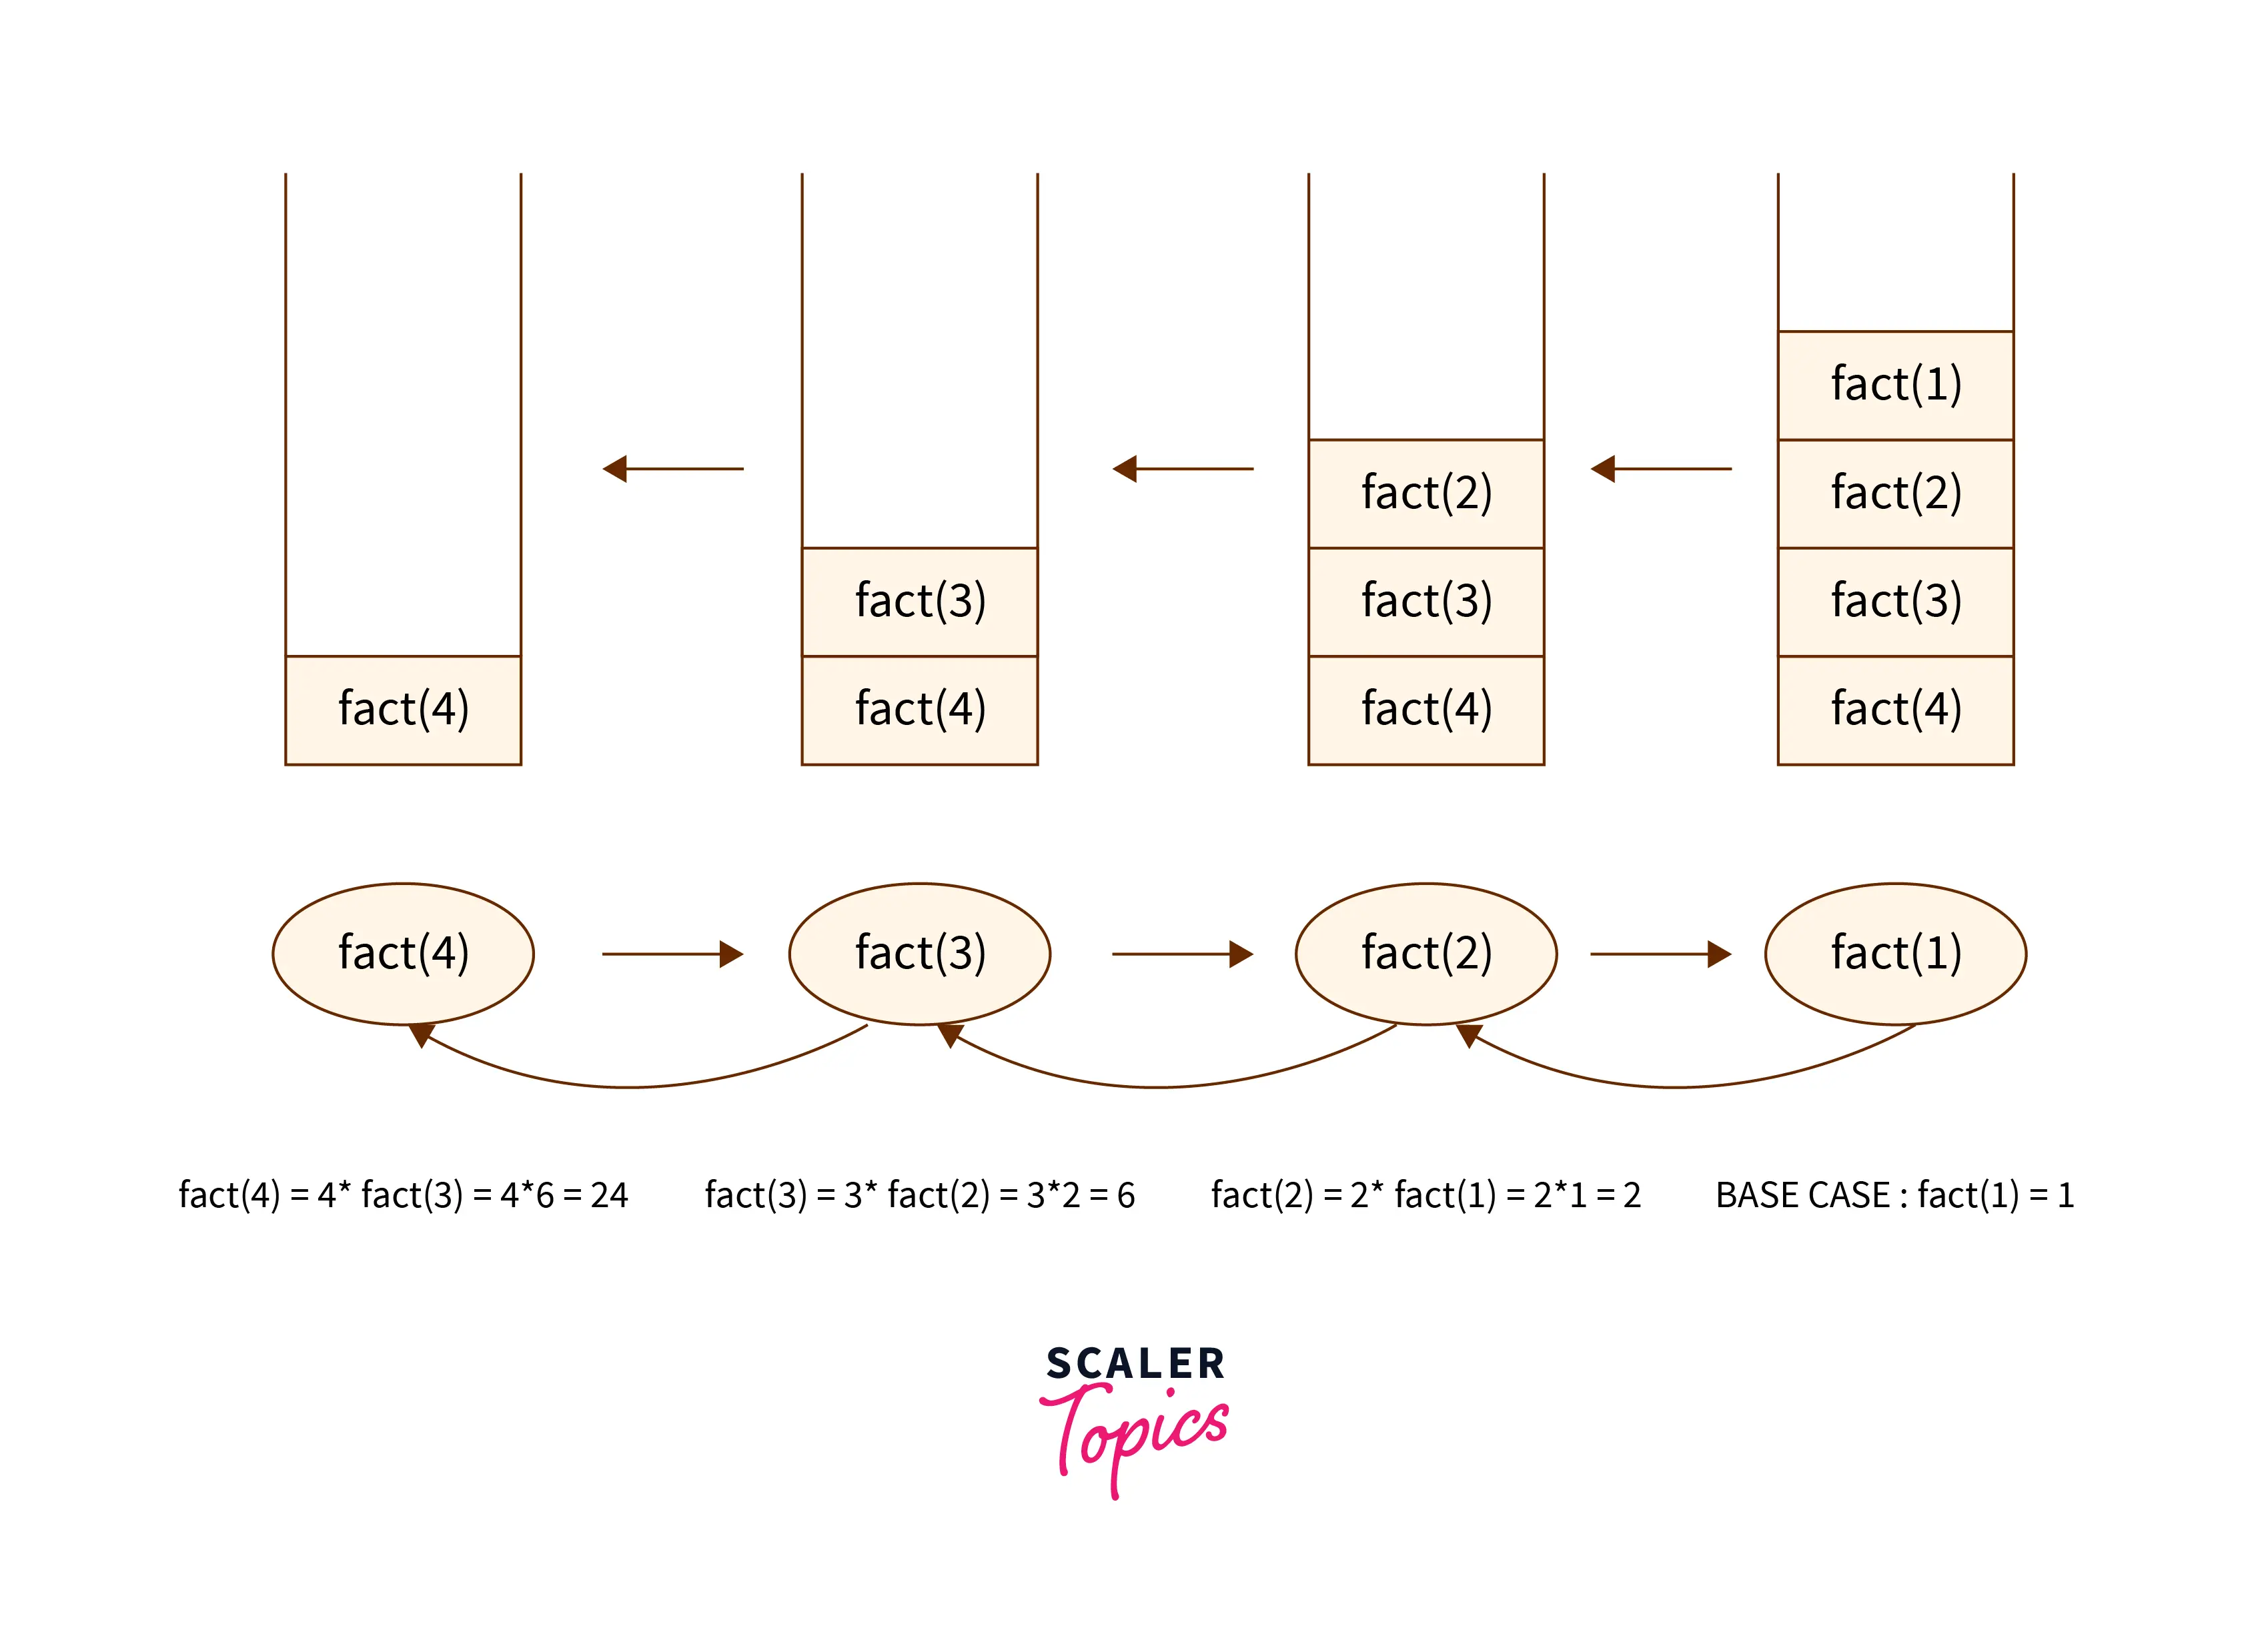 fact(1)
fact(2)
fact(2)
fact(3)
fact(3)
fact(3)
fact(4)
fact(4)
fact(4)
fact(4)
fact(4)
fact(3)
fact(2)
fact(1)
fact(4) = 4* fact(3) = 4*6 = 24
fact(3) = 3* fact(2) = 3*2 = 6
fact(2) = 2* fact(1) = 2*1 = 2
BASE CASE : fact(1) = 1
SCALER
Topics